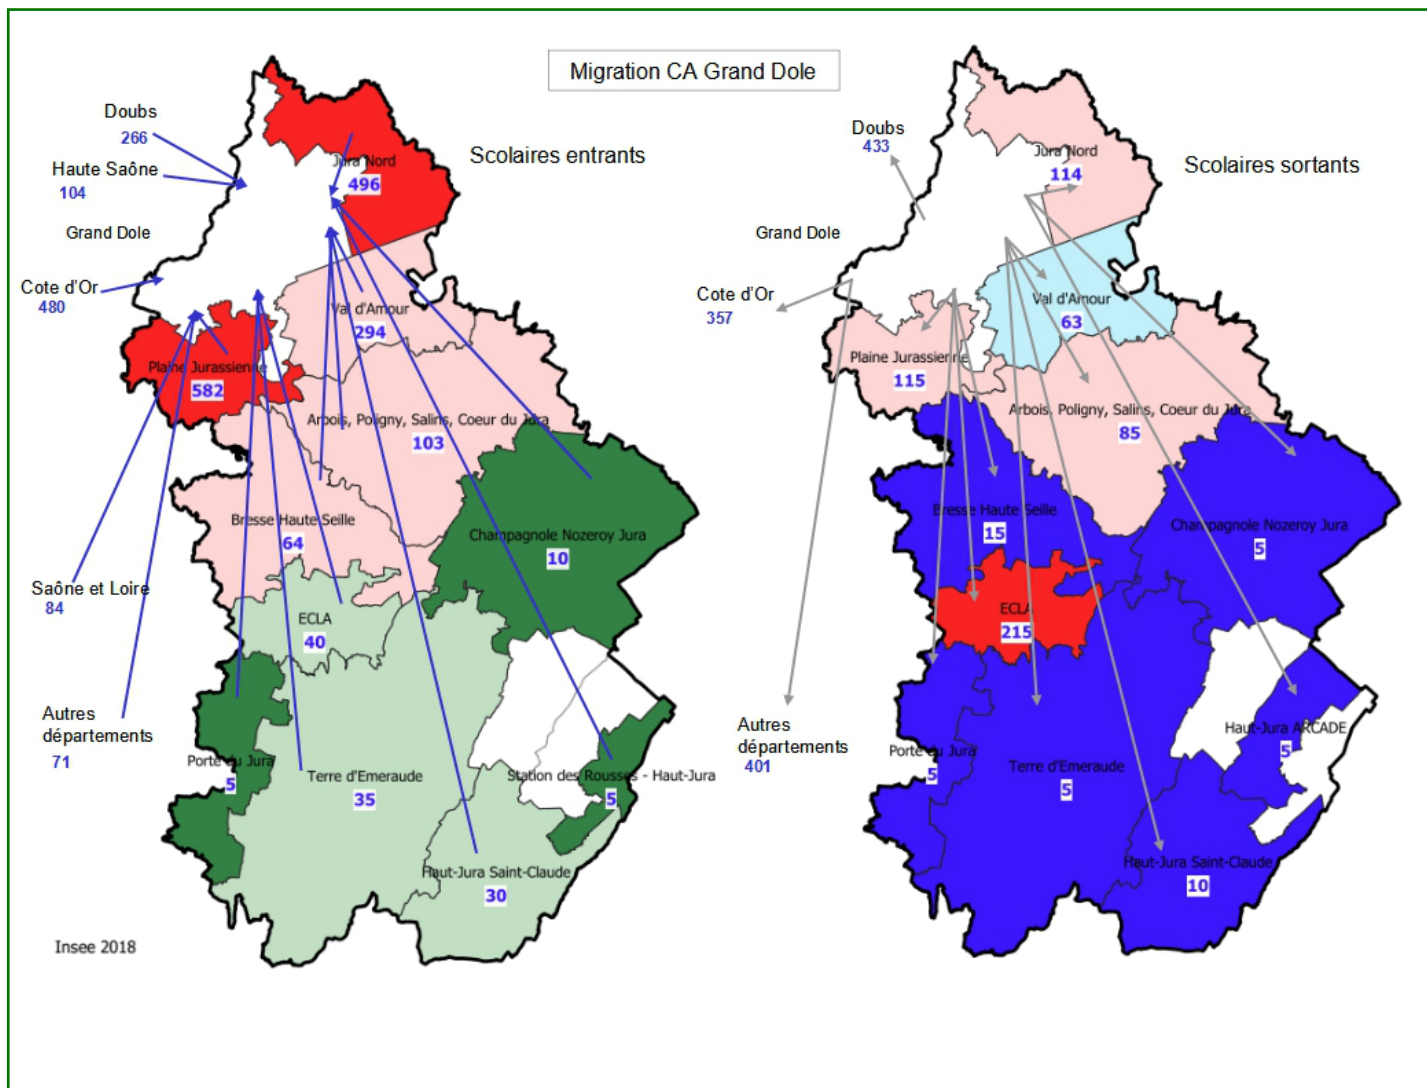 Migration CA Grand Dole
Scolaires entrants
Doubs
266
Haute Saône
104
Grand Dole
Cote d'Or
480
Jura Nord
496
Val d'Amour
294
Plaine Jurassienne
582
Arbois, Poligny, Salins, Coeur du Jura
103
Bresse Haute Seille
64
Champagnole Nozeroy Jura
10
Saône et Loire
84
ECLA
40
Autres
départements
71
Porte du Jura
5
Terre d'Emeraude
35
Station des Rousses - Haut-Jura
5
Haut-Jura Saint-Claude
30
Insee 2018
Scolaires sortants
Doubs
433
Grand Dole
Cote d'Or
357
Jura Nord
114
Val d'Amour
63
Plaine Jurassienne
115
Arbois, Poligny, Salins, Coeur du Jura
85
Bresse Haute Seille
15
Champagnole Nozeroy Jura
5
ECLA
215
Autres
départements
401
Porte du Jura
5
Terre d'Emeraude
5
Haut-Jura ARCADE
5
Haut-Jura Saint-Claude
10